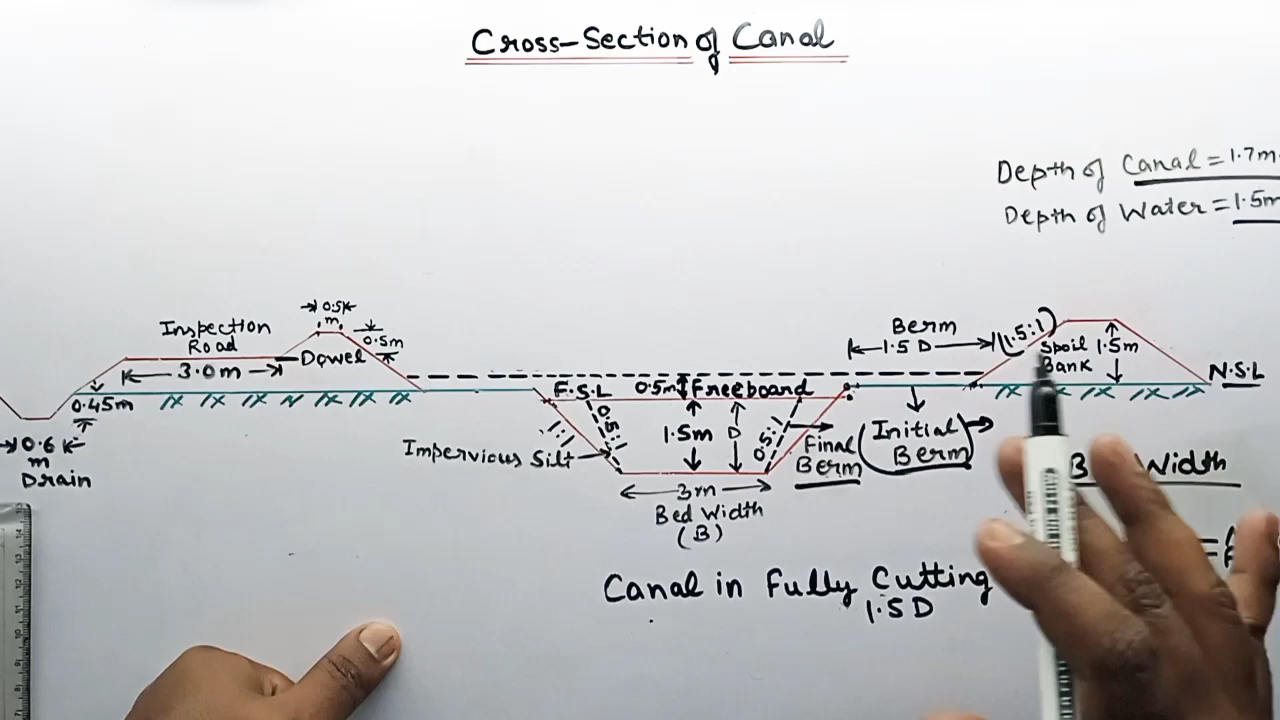 Cross-Section of Canal
Depth of Canal = 1.7m.
Depth of Water = 1.5m
0.5
m
Inspection
Road
3.0m
Dowel
0.5m
Berm
1.5 D
(1.5:1)
Spoil
Bank
1.5m
N.S.L
0.45m
0.6
m
Drain
F.S.L
0.5m
Freeboard
1:1
0.5:1
1.5m
D
0.5:1
Impervious Silt
Final
Berm
(Initial
Berm)
3m
Bed Width
(B)
B
Width
=
Canal in Fully Cutting
1.5D